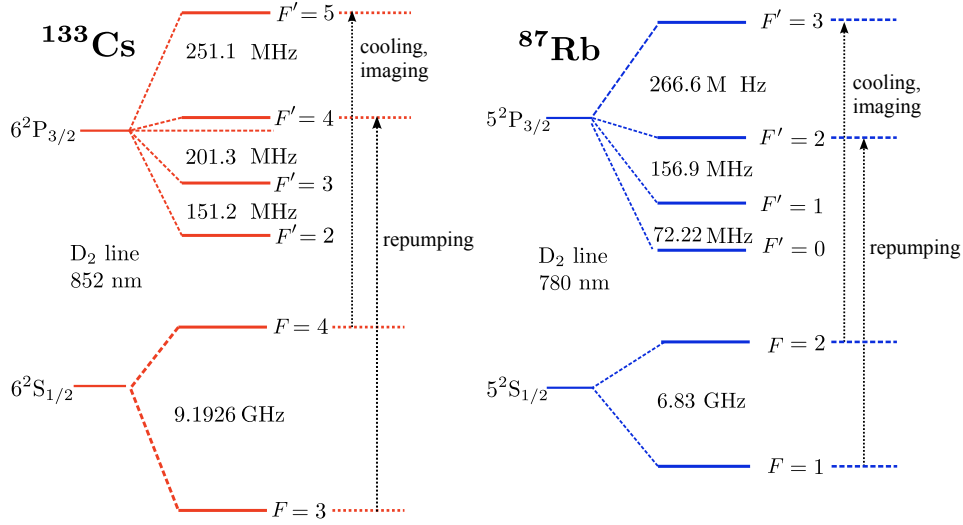 ¹³³Cs
F′ = 5
251.1 MHz
cooling,
imaging
6²P₃/₂
F′ = 4
201.3 MHz
F′ = 3
151.2 MHz
F′ = 2
repumping
D₂ line
852 nm
F = 4
6²S₁/₂
9.1926 GHz
F = 3
⁸⁷Rb
F′ = 3
266.6 M Hz
cooling,
imaging
5²P₃/₂
F′ = 2
156.9 MHz
F′ = 1
72.22 MHz
F′ = 0
repumping
D₂ line
780 nm
F = 2
5²S₁/₂
6.83 GHz
F = 1